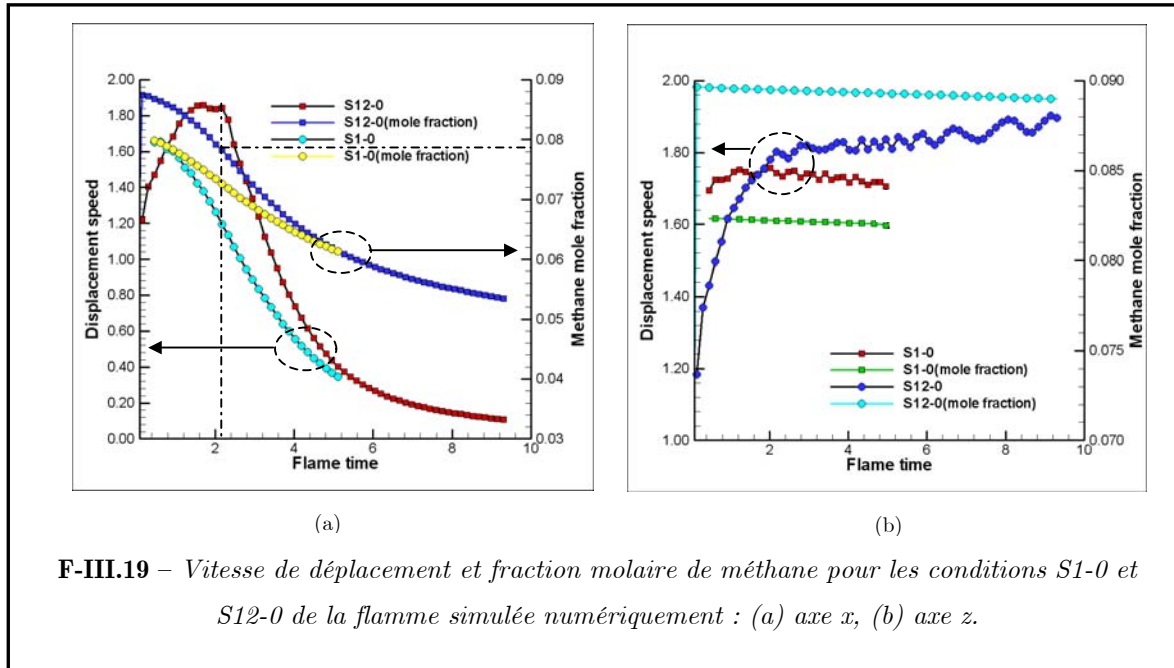 2.00
1.80
1.60
1.40
1.20
1.00
0.80
0.60
0.40
0.20
0.00
Displacement speed
2
4
6
8
10
Flame time
0.09
0.08
0.07
0.06
0.05
0.04
0.03
Methane mole fraction
S12-0
S12-0(mole fraction)
S1-0
S1-0(mole fraction)
(a)
2.00
1.80
1.60
1.40
1.20
1.00
Displacement speed
2
4
6
8
10
Flame time
0.090
0.085
0.080
0.075
0.070
Methane mole fraction
S1-0
S1-0(mole fraction)
S12-0
S12-0(mole fraction)
(b)
F-III.19 – Vitesse de déplacement et fraction molaire de méthane pour les conditions S1-0 et
S12-0 de la flamme simulée numériquement : (a) axe x, (b) axe z.